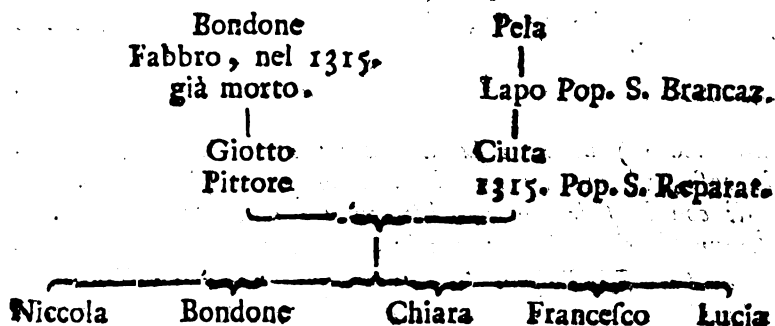 Bondone
Fabbro, nel 1315.
già morto.
Pela
Lapo Pop. S. Brancaz.
Giotto
Pittore
Ciuta
1315. Pop. S. Reparat.
Niccola Bondone Chiara Franceſco Lucia